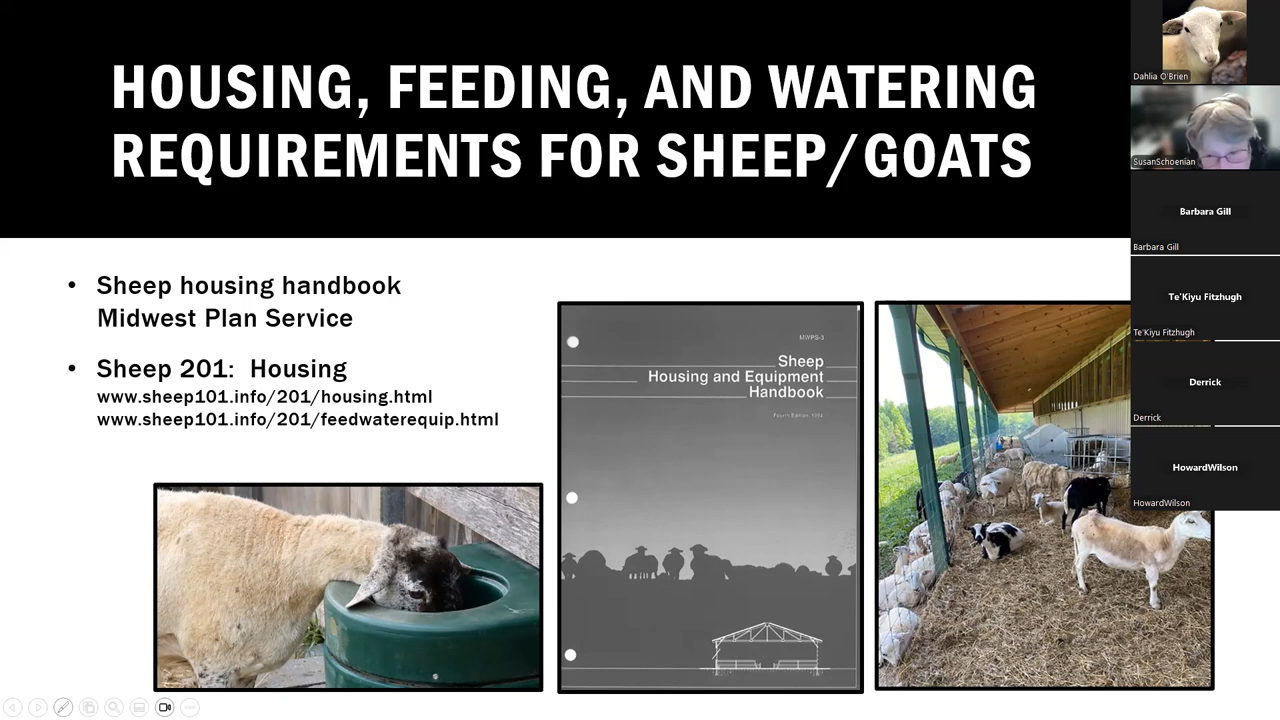 HOUSING, FEEDING, AND WATERING
REQUIREMENTS FOR SHEEP/GOATS
• Sheep housing handbook
Midwest Plan Service
• Sheep 201: Housing
www.sheep101.info/201/housing.html
www.sheep101.info/201/feedwaterequip.html
MWPS-3
Sheep
Housing and Equipment
Handbook
Fourth Edition, 1994
Dahlia O'Brien
SusanSchoenian
Barbara Gill
Barbara Gill
Te'Kiyu Fitzhugh
Te'Kiyu Fitzhugh
Derrick
Derrick
HowardWilson
HowardWilson